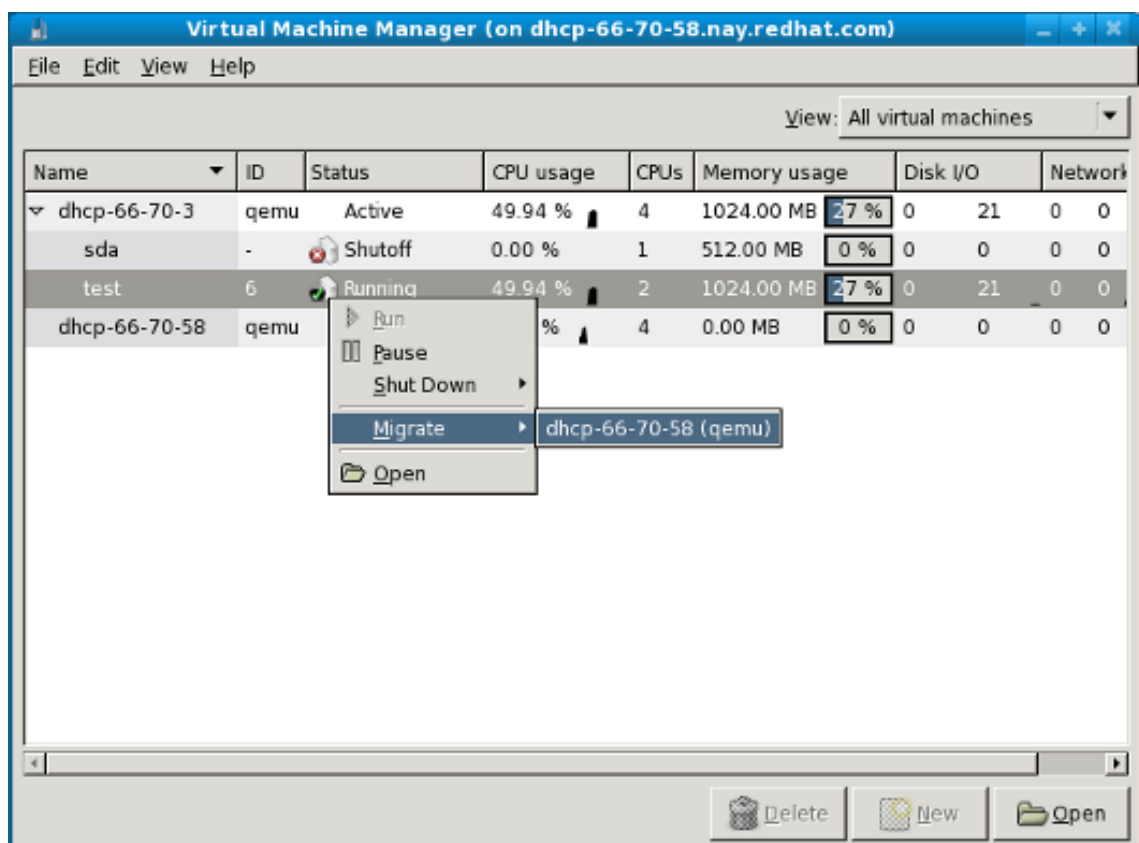 Virtual Machine Manager (on dhcp-66-70-58.nay.redhat.com)
File Edit View Help
View: All virtual machines
Name ID Status CPU usage CPUs Memory usage Disk I/O Network
dhcp-66-70-3 qemu Active 49.94 % 4 1024.00 MB 27 % 0 21 0 0
sda - Shutoff 0.00 % 1 512.00 MB 0 % 0 0 0 0
test 6 Running 49.94 % 2 1024.00 MB 27 % 0 21 0 0
dhcp-66-70-58 qemu % 4 0.00 MB 0 % 0 0 0 0
Run
Pause
Shut Down
Migrate dhcp-66-70-58 (qemu)
Open
Delete New Open